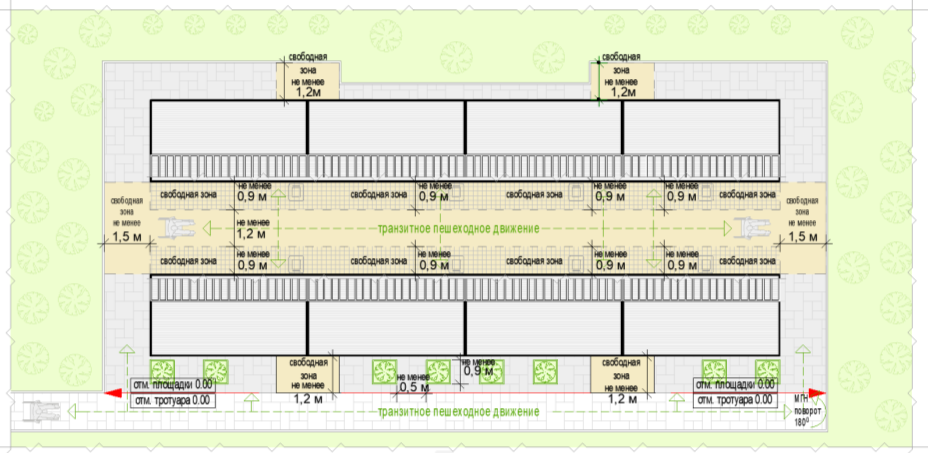 свободная
зона
не менее
1,2м
свободная
зона
не менее
1,2м
свободная зона
не менее
0,9 м
свободная зона
не менее
0,9 м
свободная зона
не менее
0,9 м
не менее
0,9 м
свободная зона
свободная
зона
не менее
1,5 м
не менее
1,2 м
транзитное пешеходное движение
свободная
зона
не менее
1,5 м
свободная зона
не менее
0,9 м
свободная зона
не менее
0,9 м
свободная зона
не менее
0,9 м
не менее
0,9 м
свободная зона
свободная
зона
не менее
1,2 м
не менее
0,5 м
не менее
0,9 м
свободная
зона
не менее
1,2 м
отм. площадки 0.00
отм. тротуара 0.00
отм. площадки 0.00
отм. тротуара 0.00
транзитное пешеходное движение
МГН
поворот
180⁰